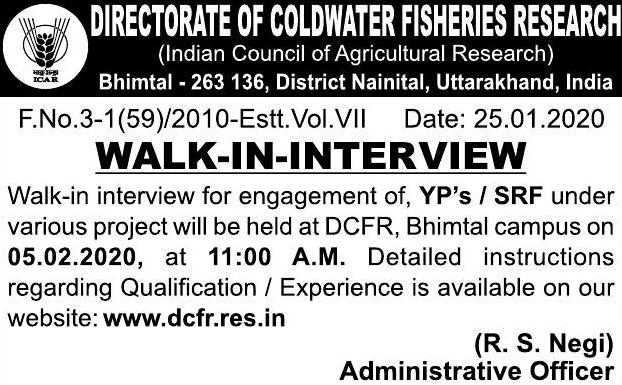 DIRECTORATE OF COLDWATER FISHERIES RESEARCH
(Indian Council of Agricultural Research)
Bhimtal - 263 136, District Nainital, Uttarakhand, India
भाकृअनुप
ICAR
F.No.3-1(59)/2010-Estt.Vol.VII Date: 25.01.2020
WALK-IN-INTERVIEW
Walk-in interview for engagement of, YP's / SRF under
various project will be held at DCFR, Bhimtal campus on
05.02.2020, at 11:00 A.M. Detailed instructions
regarding Qualification / Experience is available on our
website: www.dcfr.res.in
(R. S. Negi)
Administrative Officer